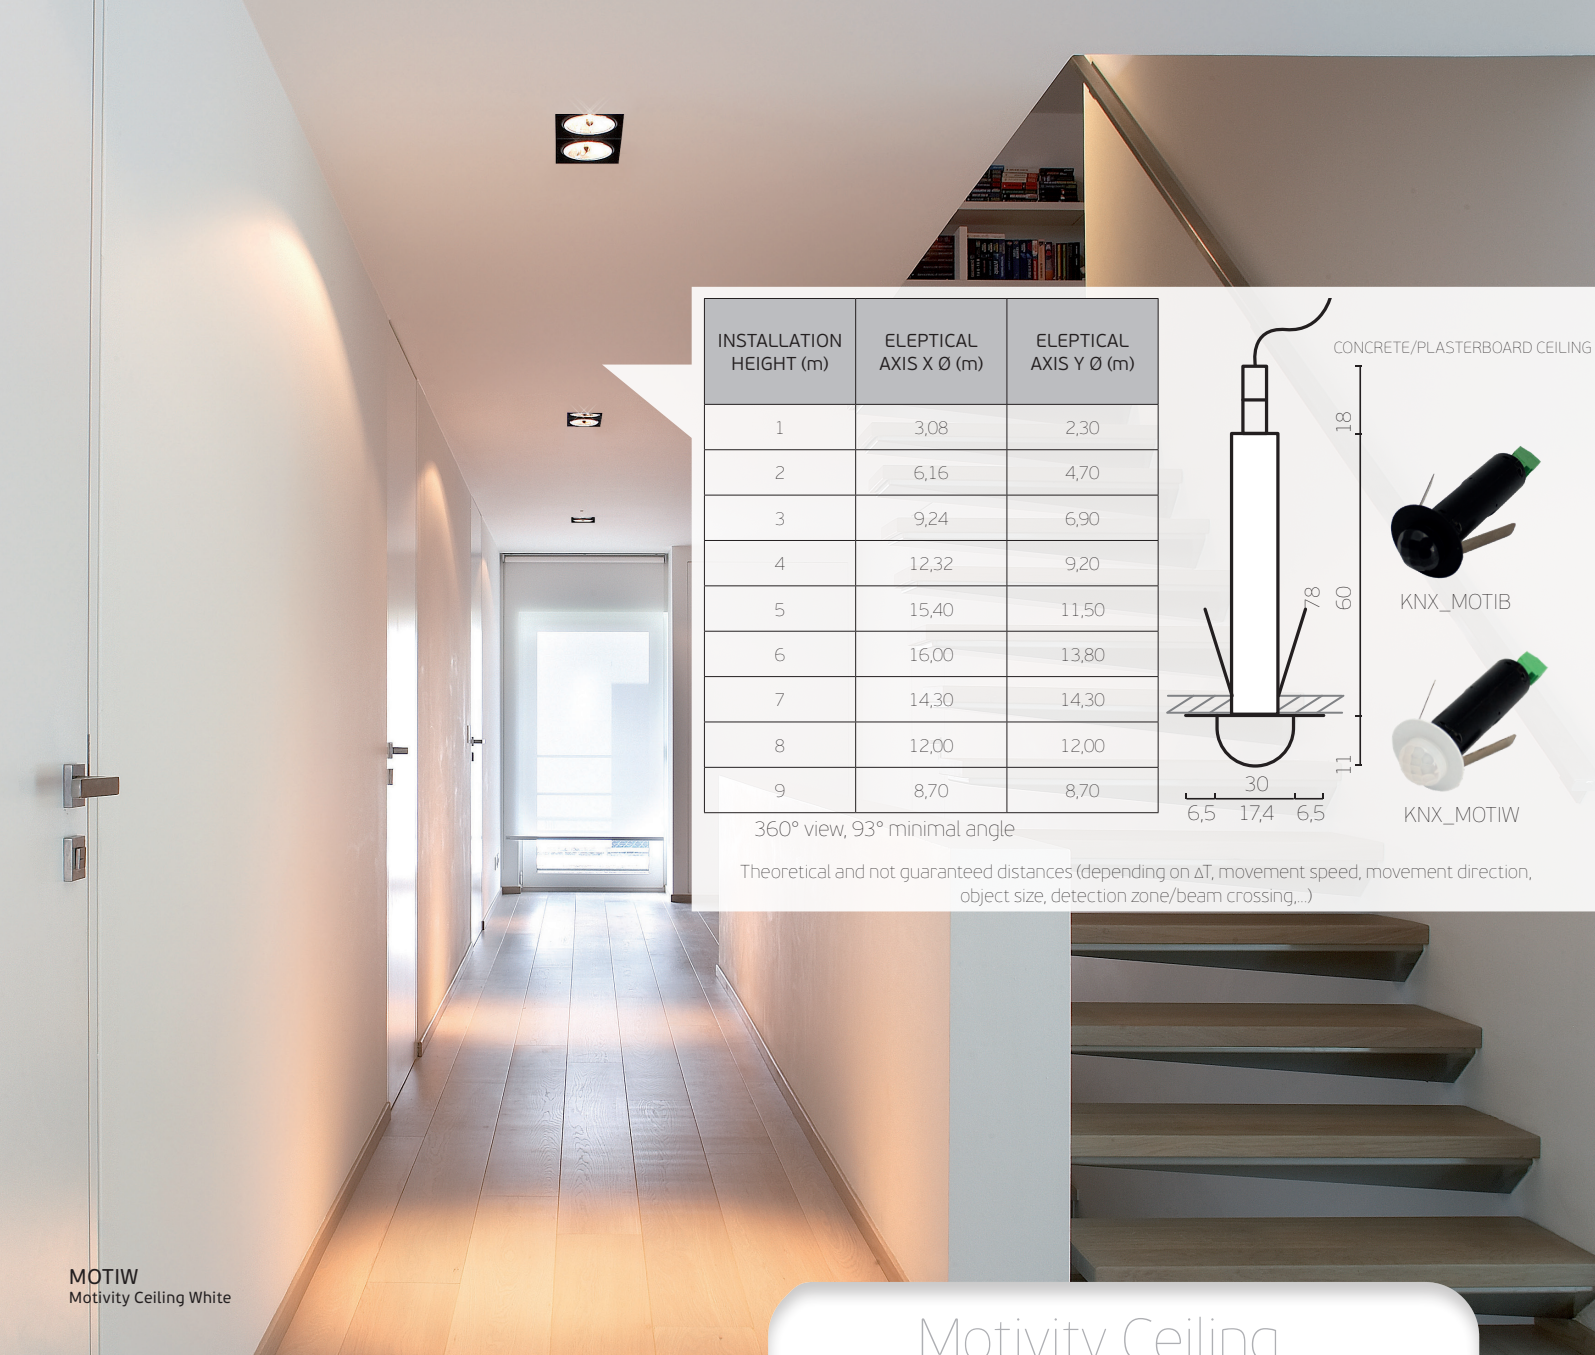 INSTALLATION HEIGHT (m) ELEPTICAL AXIS X Ø (m) ELEPTICAL AXIS Y Ø (m)
1 3,08 2,30
2 6,16 4,70
3 9,24 6,90
4 12,32 9,20
5 15,40 11,50
6 16,00 13,80
7 14,30 14,30
8 12,00 12,00
9 8,70 8,70
360° view, 93° minimal angle
Theoretical and not guaranteed distances (depending on ΔT, movement speed, movement direction,
object size, detection zone/beam crossing,...)
CONCRETE/PLASTERBOARD CEILING
18
78
60
11
30
6,5 17,4 6,5
KNX_MOTIB
KNX_MOTIW
MOTIW
Motivity Ceiling White
Motivity Ceiling